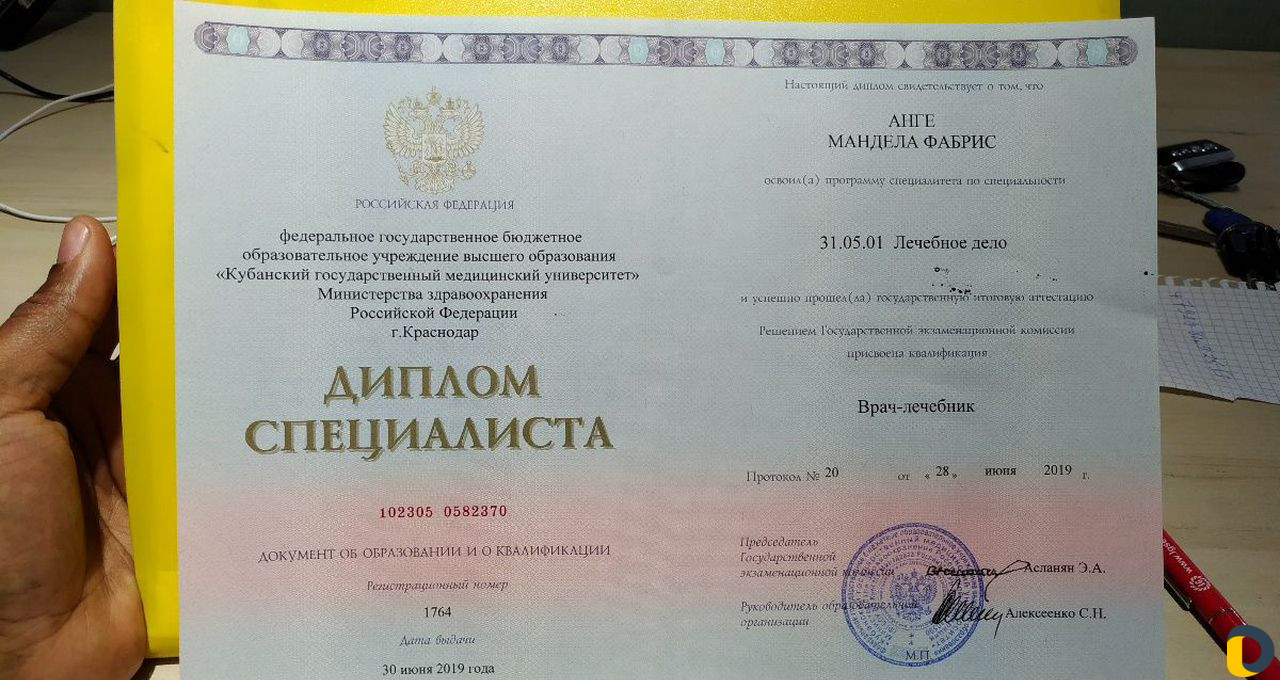 РОССИЙСКАЯ ФЕДЕРАЦИЯ
федеральное государственное бюджетное
образовательное учреждение высшего образования
«Кубанский государственный медицинский университет»
Министерства здравоохранения
Российской Федерации
г.Краснодар
ДИПЛОМ
СПЕЦИАЛИСТА
102305 0582370
ДОКУМЕНТ ОБ ОБРАЗОВАНИИ И О КВАЛИФИКАЦИИ
Регистрационный номер
1764
Дата выдачи
30 июня 2019 года
Настоящий диплом свидетельствует о том, что
АНГЕ
МАНДЕЛА ФАБРИС
освоил(а) программу специалитета по специальности
31.05.01 Лечебное дело
и успешно прошел(ла) государственную итоговую аттестацию
Решением Государственной экзаменационной комиссии
присвоена квалификация
Врач-лечебник
Протокол № 20 от « 28 » июня 2019 г.
Председатель
Государственной
экзаменационной комиссии Асланян Э.А.
Руководитель образовательной
организации Алексеенко С.Н.
М.П.